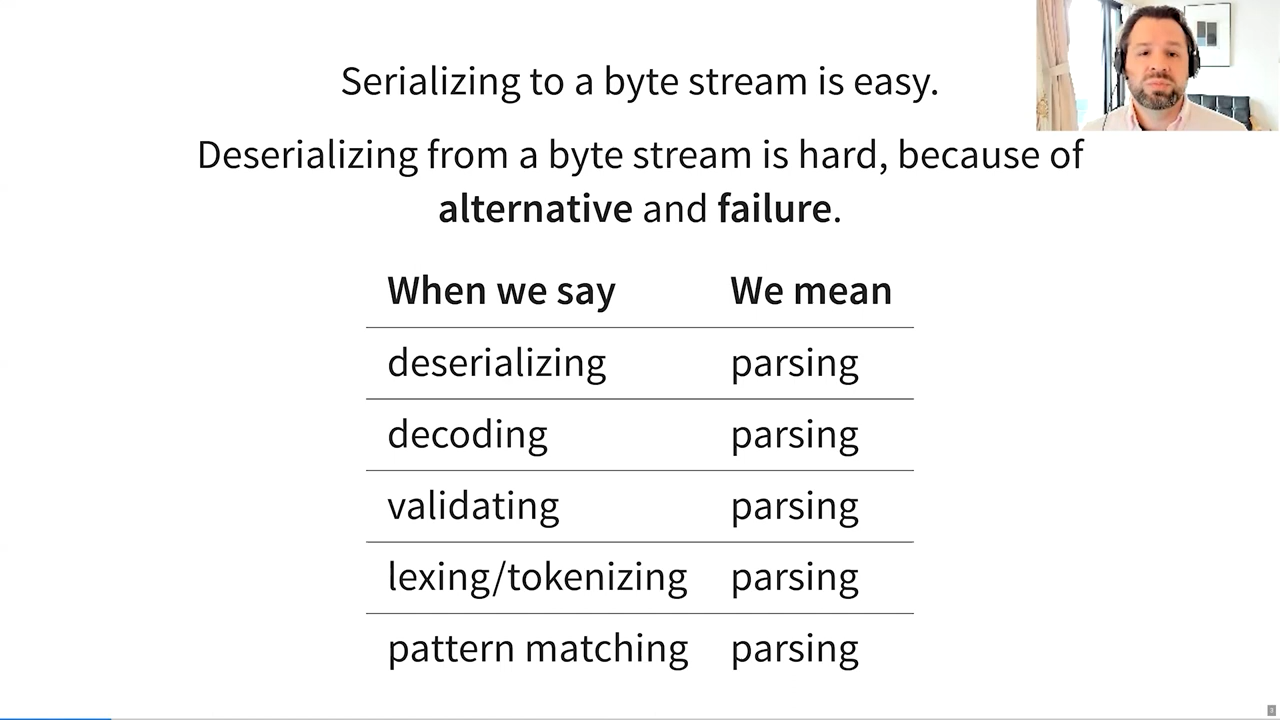 Serializing to a byte stream is easy.
Deserializing from a byte stream is hard, because of
alternative and failure.
When we say We mean
deserializing parsing
decoding parsing
validating parsing
lexing/tokenizing parsing
pattern matching parsing
3